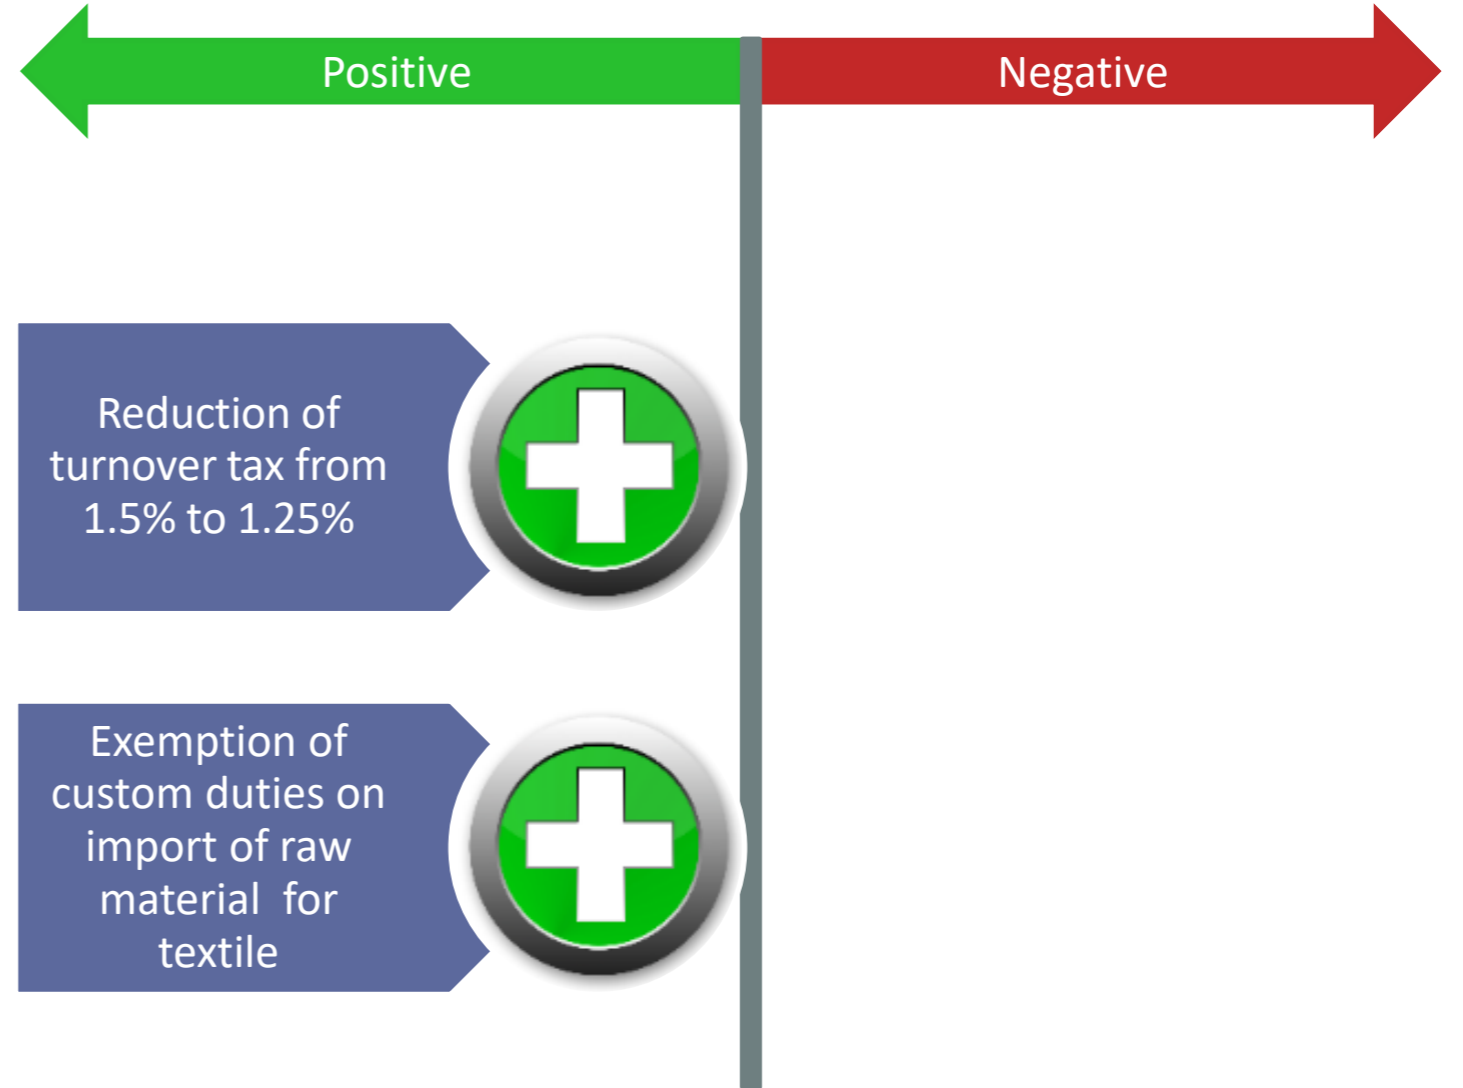 Positive
Negative
Reduction of
turnover tax from
1.5% to 1.25%
Exemption of
custom duties on
import of raw
material  for
textile